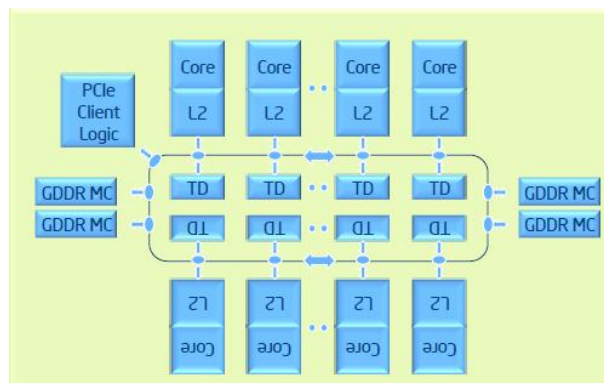 Core Core Core Core
PCIe
Client
Logic
L2 L2 L2 L2
GDDR MC TD TD TD TD GDDR MC
GDDR MC TD TD TD TD GDDR MC
L2 L2 L2 L2
Core Core Core Core